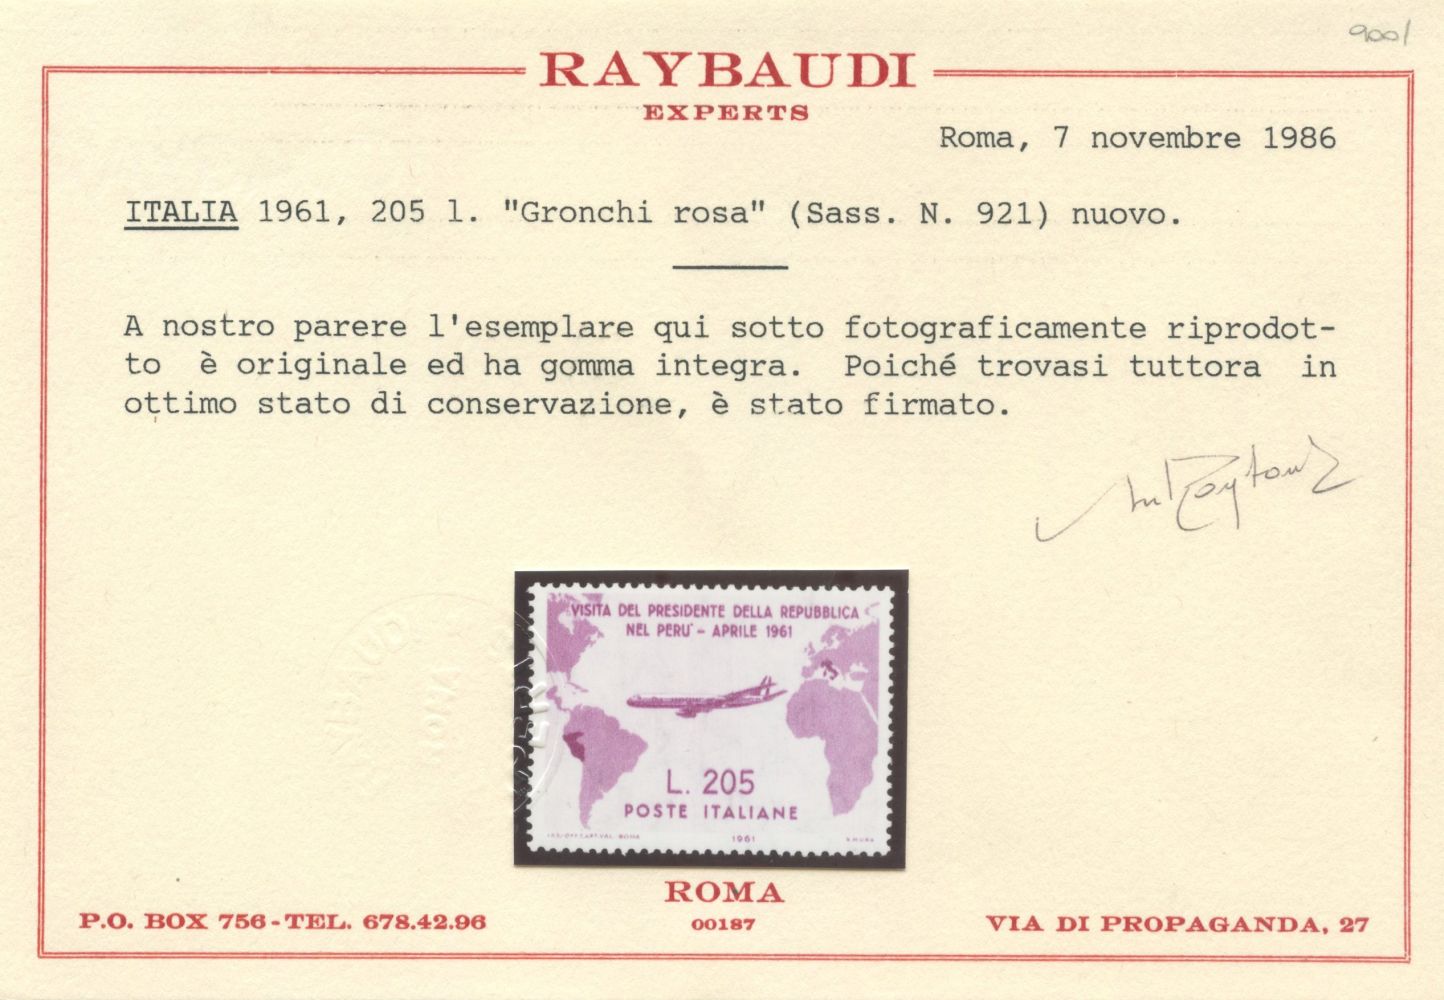 9001
RAYBAUDI
EXPERTS
Roma, 7 novembre 1986
ITALIA 1961, 205 l. "Gronchi rosa" (Sass. N. 921) nuovo.
A nostro parere l'esemplare qui sotto fotograficamente riprodot-
to è originale ed ha gomma integra. Poiché trovasi tuttora in
ottimo stato di conservazione, è stato firmato.
VISITA DEL PRESIDENTE DELLA REPUBBLICA
NEL PERU' - APRILE 1961
L. 205
POSTE ITALIANE
1961
ROMA
00187
P.O. BOX 756 - TEL. 678.42.96
VIA DI PROPAGANDA, 27